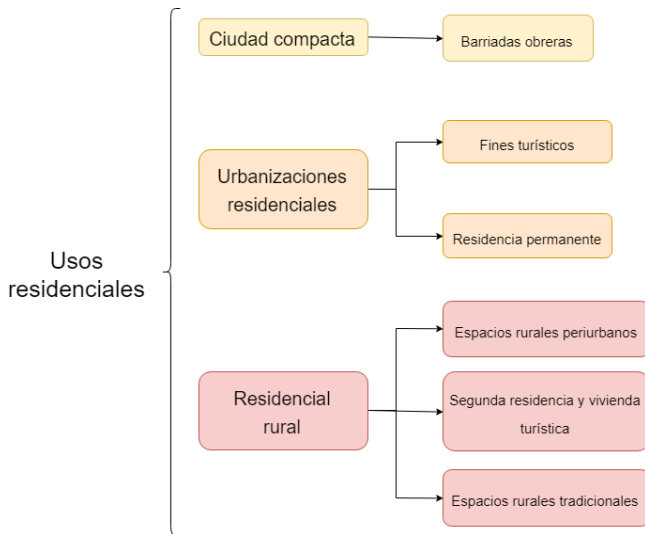 Usos
residenciales
Ciudad compacta
Barriadas obreras
Urbanizaciones
residenciales
Fines turísticos
Residencia permanente
Residencial
rural
Espacios rurales periurbanos
Segunda residencia y vivienda
turística
Espacios rurales tradicionales